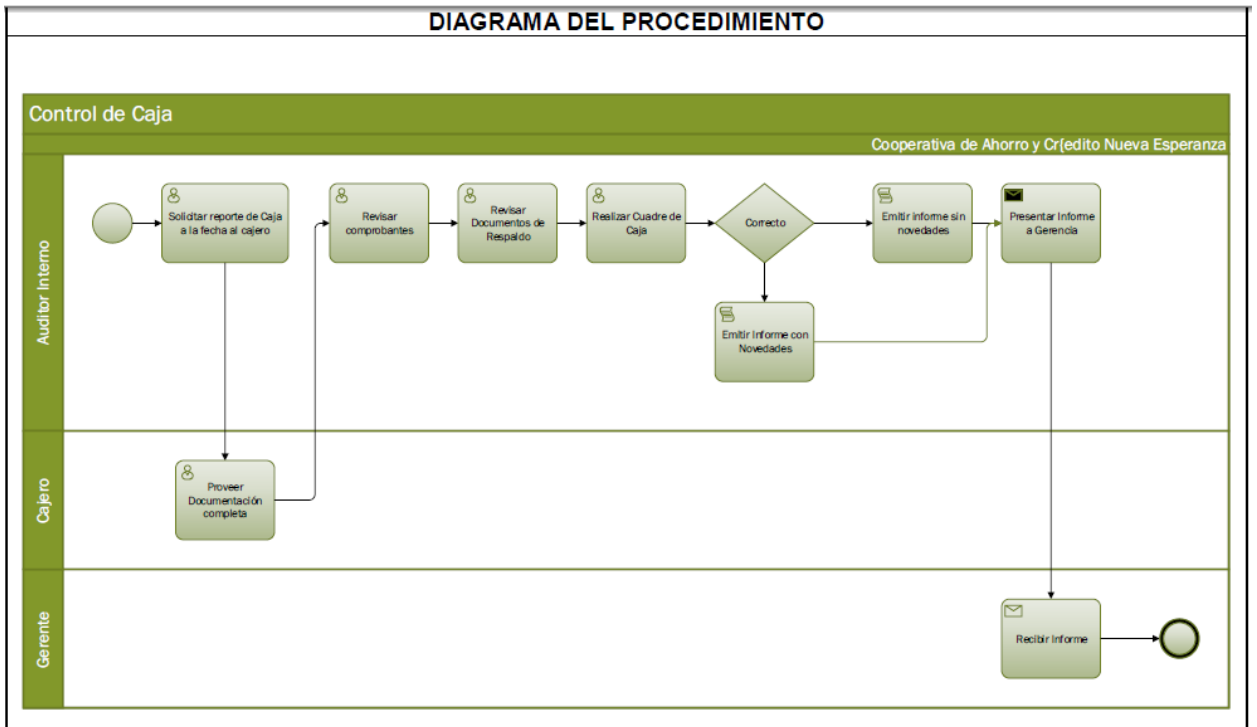 DIAGRAMA DEL PROCEDIMIENTO
Control de Caja
Cooperativa de Ahorro y Cr[edito Nueva Esperanza
Auditor Interno
Solicitar reporte de Caja
a la fecha al cajero
Revisar
comprobantes
Revisar
Documentos de
Respaldo
Realizar Cuadre de
Caja
Correcto
Emitir informe sin
novedades
Presentar Informe
a Gerencia
Emitir Informe con
Novedades
Cajero
Proveer
Documentación
completa
Gerente
Recibir Informe